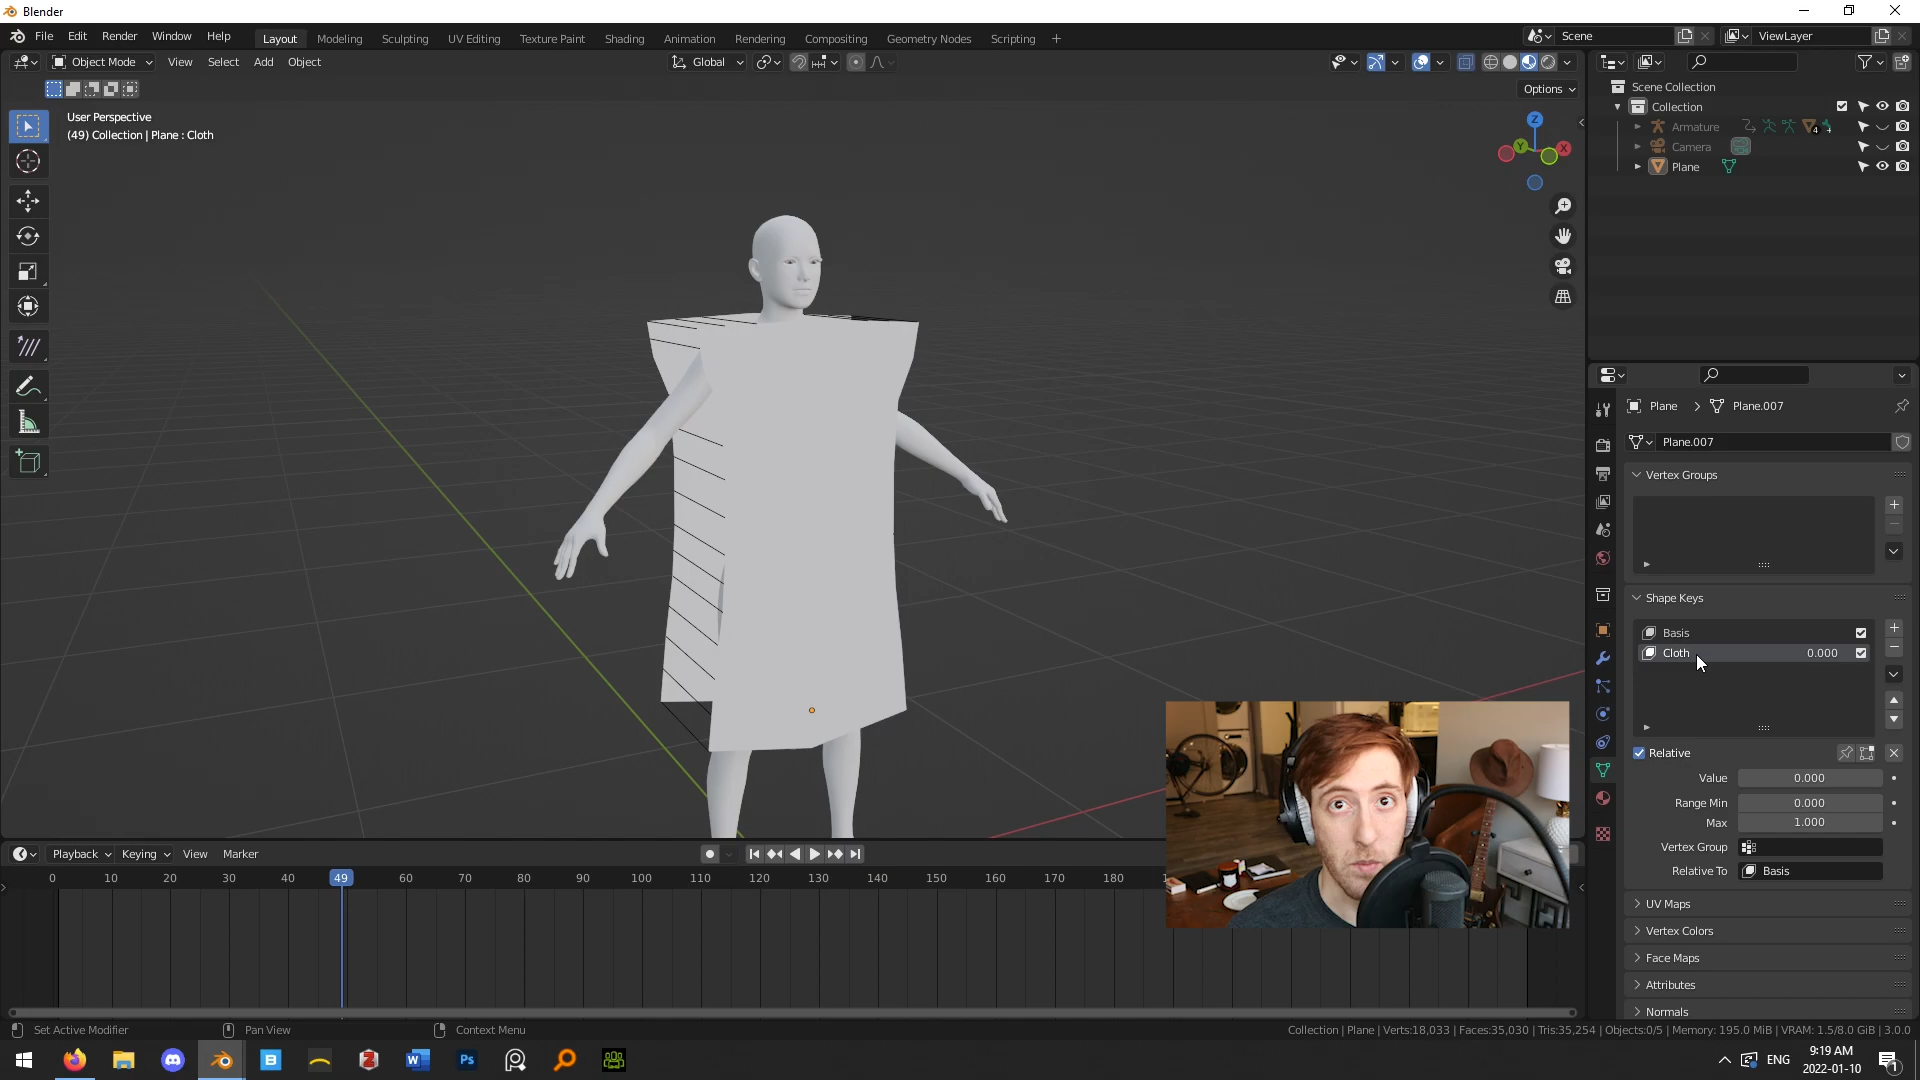 Blender
File Edit Render Window Help
Layout Modeling Sculpting UV Editing Texture Paint Shading Animation Rendering Compositing Geometry Nodes Scripting +
Scene
ViewLayer
Object Mode View Select Add Object
Global
Options
User Perspective
(49) Collection | Plane : Cloth
Z
Y
X
Scene Collection
Collection
Armature
4
4
Camera
Plane
Plane > Plane.007
Plane.007
Vertex Groups
Shape Keys
Basis
Cloth 0.000
Relative
Value 0.000
Range Min 0.000
Max 1.000
Vertex Group
Relative To Basis
UV Maps
Vertex Colors
Face Maps
Attributes
Normals
Playback Keying View Marker
0 10 20 30 40 49 60 70 80 90 100 110 120 130 140 150 160 170 180
Set Active Modifier Pan View Context Menu
Collection | Plane | Verts:18,033 | Faces:35,030 | Tris:35,254 | Objects:0/5 | Memory: 195.0 MiB | VRAM: 1.5/8.0 GiB | 3.0.0
ENG
9:19 AM
2022-01-10
1